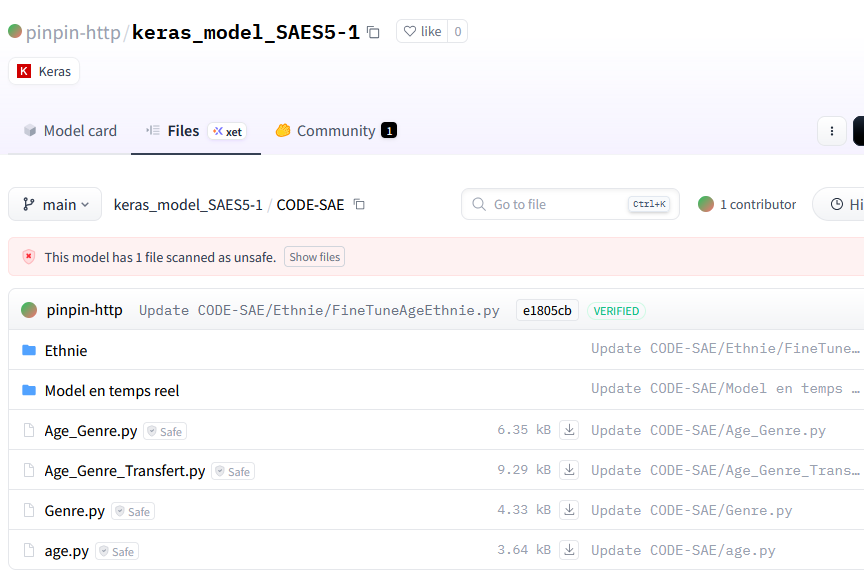 pinpin-http/keras_model_SAES5-1 like 0
K Keras
Model card Files xet Community 1
main keras_model_SAES5-1 / CODE-SAE Go to file Ctrl+K 1 contributor Hi
This model has 1 file scanned as unsafe. Show files
pinpin-http Update CODE-SAE/Ethnie/FineTuneAgeEthnie.py e1805cb VERIFIED
Ethnie Update CODE-SAE/Ethnie/FineTune…
Model en temps reel Update CODE-SAE/Model en temps …
Age_Genre.py Safe 6.35 kB Update CODE-SAE/Age_Genre.py
Age_Genre_Transfert.py Safe 9.29 kB Update CODE-SAE/Age_Genre_Trans…
Genre.py Safe 4.33 kB Update CODE-SAE/Genre.py
age.py Safe 3.64 kB Update CODE-SAE/age.py